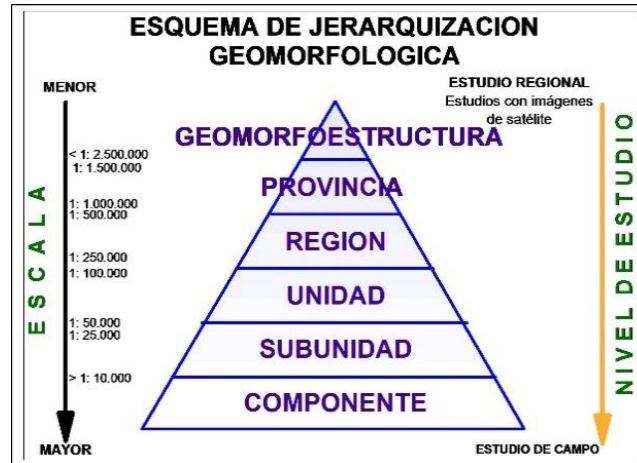 ESQUEMA DE JERARQUIZACION
GEOMORFOLOGICA
MENOR
ESTUDIO REGIONAL
Estudios con imágenes
de satélite
GEOMORFOESTRUCTURA
< 1: 2.500.000
1: 1.500.000
PROVINCIA
1: 1.000.000
1: 500.000
REGION
1: 250.000
1: 100.000
UNIDAD
1: 50.000
1: 25.000
SUBUNIDAD
> 1: 10.000
COMPONENTE
MAYOR
ESTUDIO DE CAMPO
ESCALA
NIVEL DE ESTUDIO